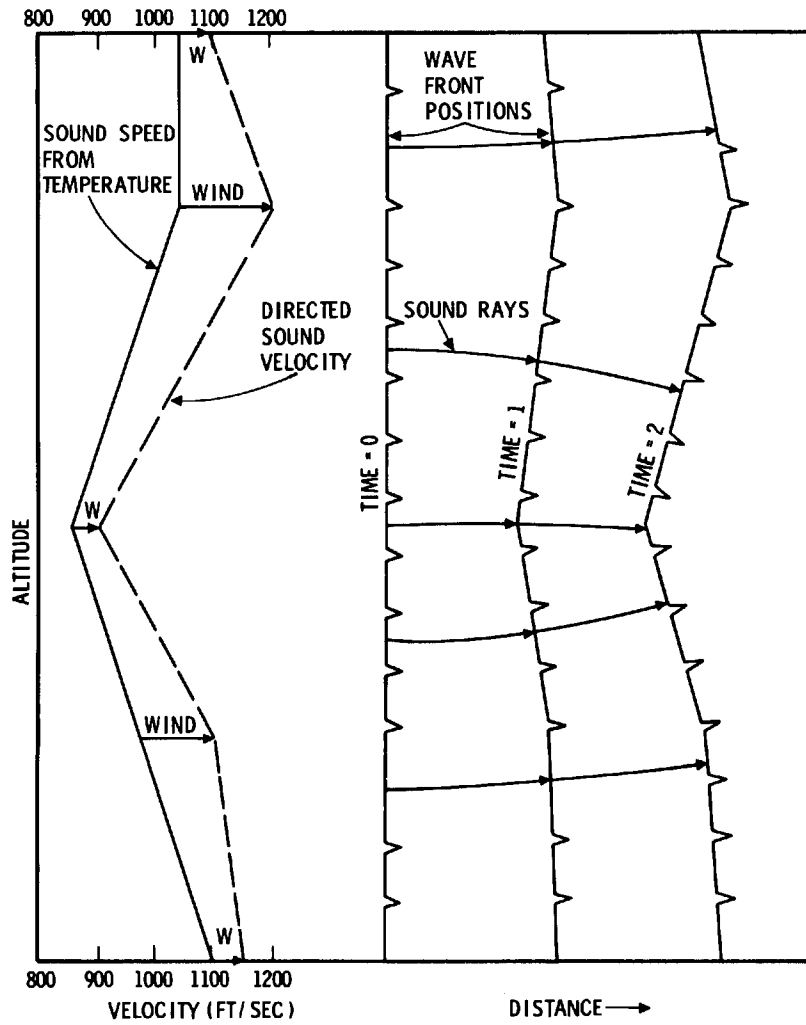 800 900 1000 1100 1200
W
SOUND SPEED
FROM
TEMPERATURE
WIND
DIRECTED
SOUND
VELOCITY
W
ALTITUDE
WIND
W
800 900 1000 1100 1200
VELOCITY (FT/SEC)
WAVE
FRONT
POSITIONS
SOUND RAYS
TIME = 0
TIME = 1
TIME = 2
DISTANCE